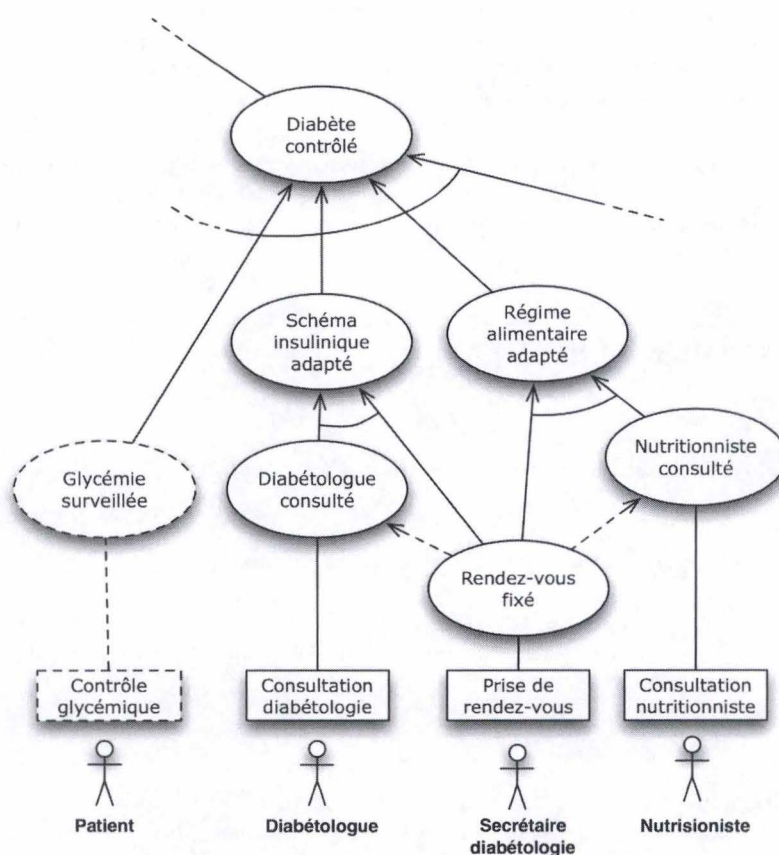 Diabète
contrôlé
Schéma
insulinique
adapté
Régime
alimentaire
adapté
Glycémie
surveillée
Diabétologue
consulté
Nutritionniste
consulté
Rendez-vous
fixé
Contrôle
glycémique
Consultation
diabétologie
Prise de
rendez-vous
Consultation
nutritionniste
Patient
Diabétologue
Secrétaire
diabétologie
Nutrisioniste